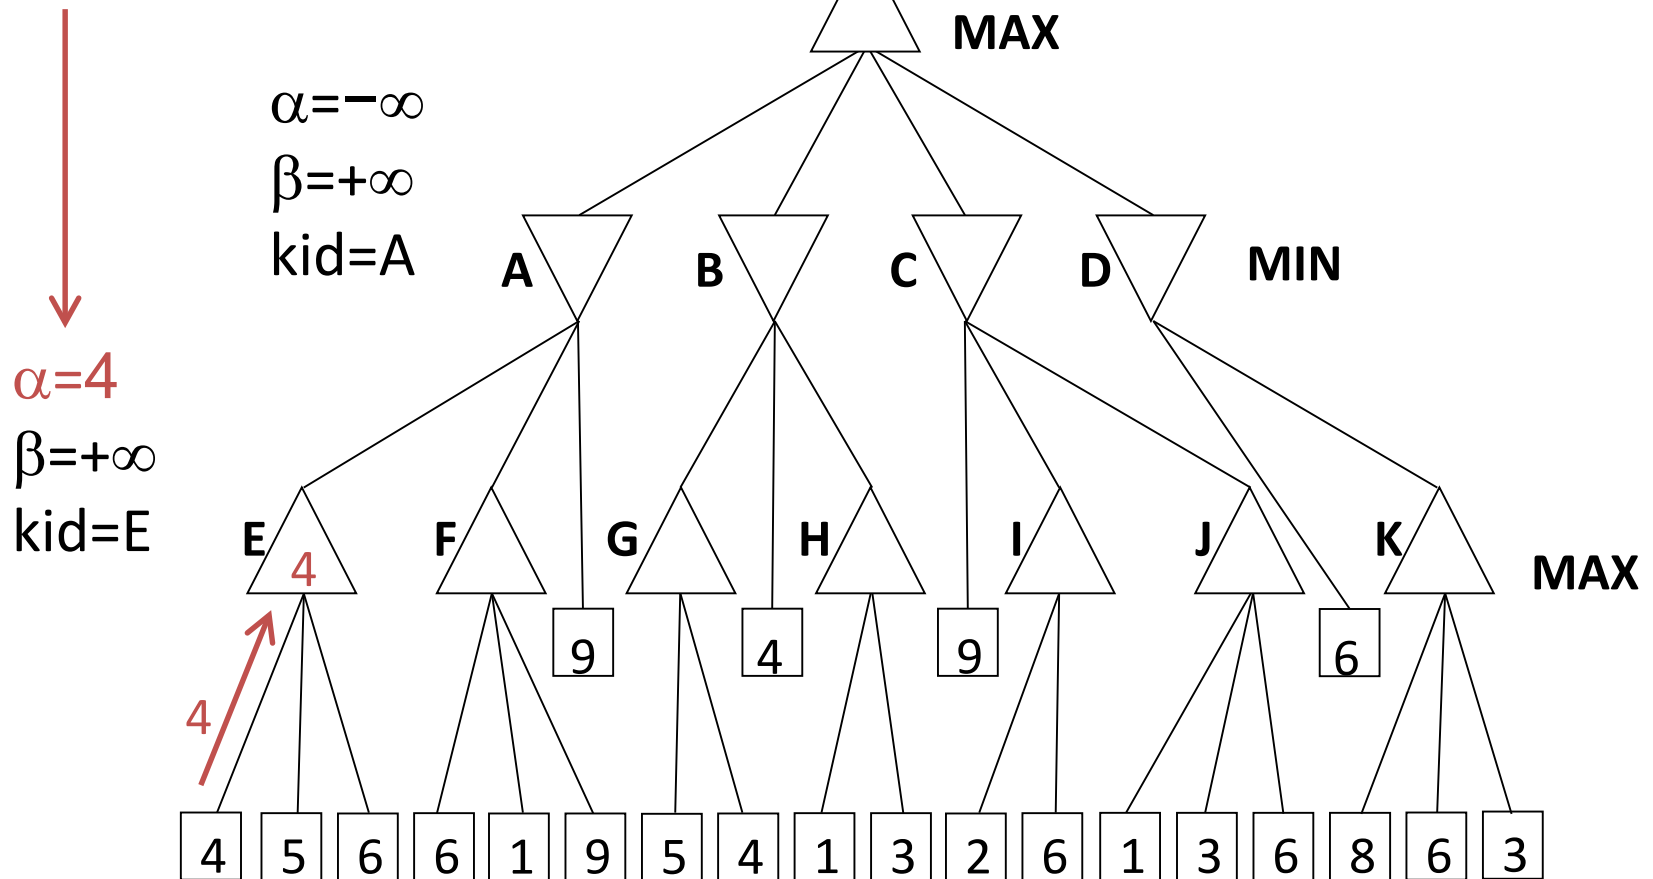 MAX
α=−∞
β=+∞
kid=A
A B C D MIN
α=4
β=+∞
kid=E
E F G H I J K
4
MAX
9 4 9 6
4
4 5 6 6 1 9 5 4 1 3 2 6 1 3 6 8 6 3